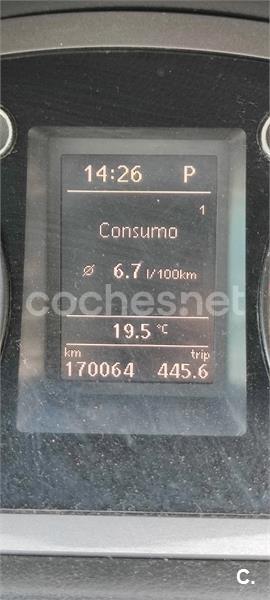 14:26 P
1
Consumo
ø 6.7 l/100km
coches.net
19.5 °C
km trip
170064 445.6
C.